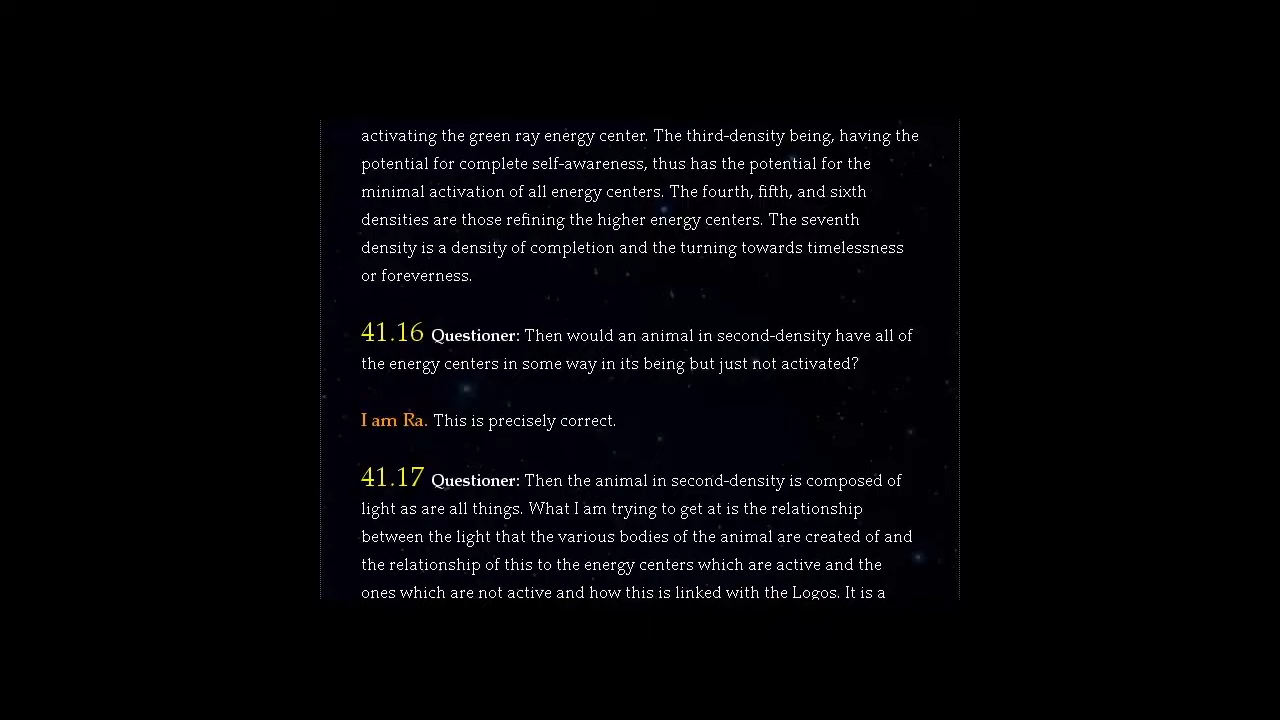 activating the green ray energy center. The third-density being, having the
potential for complete self-awareness, thus has the potential for the
minimal activation of all energy centers. The fourth, fifth, and sixth
densities are those refining the higher energy centers. The seventh
density is a density of completion and the turning towards timelessness
or foreverness.
41.16 Questioner: Then would an animal in second-density have all of
the energy centers in some way in its being but just not activated?
I am Ra. This is precisely correct.
41.17 Questioner: Then the animal in second-density is composed of
light as are all things. What I am trying to get at is the relationship
between the light that the various bodies of the animal are created of and
the relationship of this to the energy centers which are active and the
ones which are not active and how this is linked with the Logos. It is a